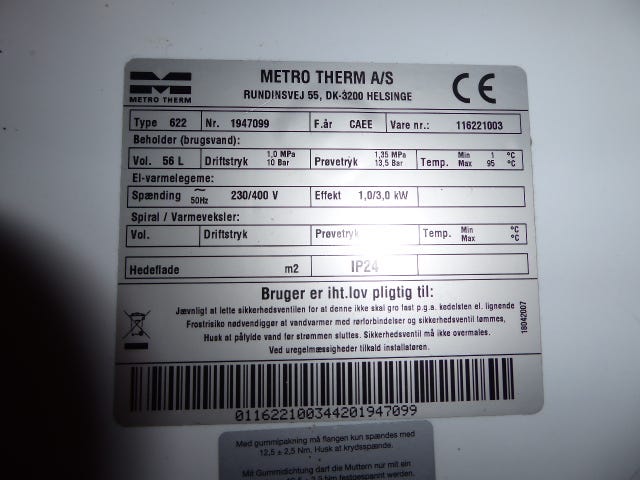 METRO THERM
METRO THERM A/S
RUNDINSVEJ 55, DK-3200 HELSINGE
CE
Type 622 Nr. 1947099 F.år CAEE Vare nr.: 116221003
Beholder (brugsvand):
Vol. 56 L Driftstryk 1,0 MPa 10 Bar Prøvetryk 1,35 MPa 13,5 Bar Temp. Min 1 °C Max 95 °C
El-varmelegeme:
Spænding ~ 50Hz 230/400 V Effekt 1,0/3,0 kW
Spiral / Varmeveksler:
Vol. Driftstryk Prøvetryk Temp. Min °C Max °C
Hedeflade m2 IP24
Bruger er iht.lov pligtig til:
Jævnligt at lette sikkerhedsventilen for at denne ikke skal gro fast p.g.a. kedelsten el. lignende
Frostrisiko nødvendiggør at vandvarmer med rørforbindelser og sikkerhedsventil tømmes,
Husk at påfylde vand før strømmen sluttes. Sikkerhedsventil må ikke overmales.
Ved uregelmæssigheder tilkald installatøren.
18042007
011622100344201947099
Med gummipakning må flangen kun spændes med
12,5 ± 2,5 Nm. Husk at krydsspænde.
Mit Gummidichtung darf die Muttern nur mit ein